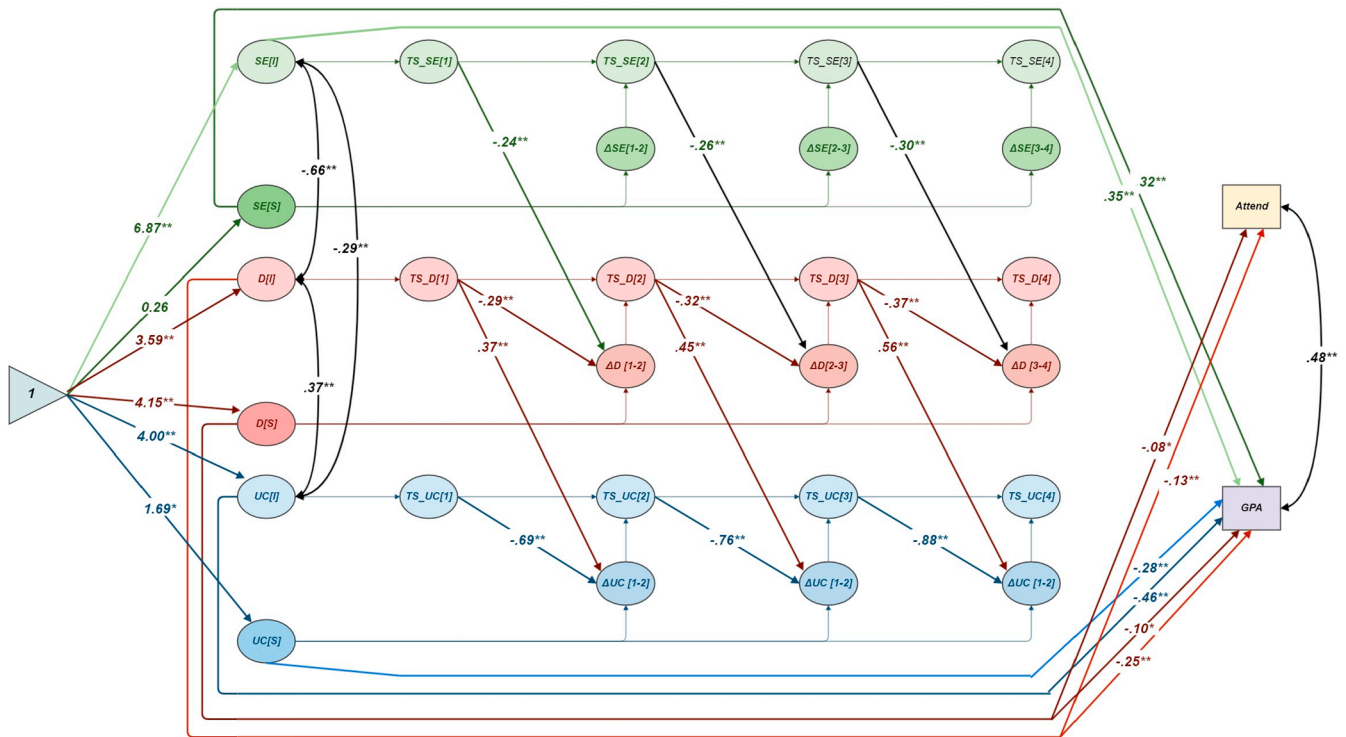 SE[I]
TS_SE[1]
TS_SE[2]
TS_SE[3]
TS_SE[4]
-.24**
-.26**
-.30**
ΔSE[1-2]
ΔSE[2-3]
ΔSE[3-4]
-.66**
.32**
.35**
SE[S]
Attend
6.87**
-.29**
D[I]
TS_D[1]
TS_D[2]
TS_D[3]
TS_D[4]
0.26
-.29**
-.32**
-.37**
3.59**
.37**
.45**
.56**
.48**
ΔD [1-2]
ΔD[2-3]
ΔD [3-4]
1
.37**
4.15**
D[S]
4.00**
-.08*
-.13**
UC[I]
TS_UC[1]
TS_UC[2]
TS_UC[3]
TS_UC[4]
1.69*
GPA
-.69**
-.76**
-.88**
-.28**
ΔUC [1-2]
ΔUC [1-2]
ΔUC [1-2]
-.46**
-.10*
UC[S]
-.25**